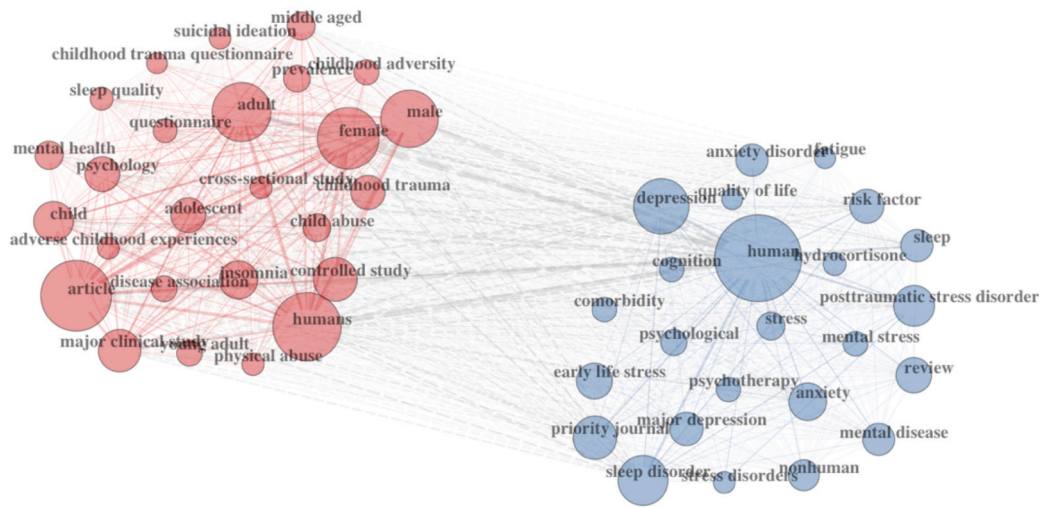 middle aged
suicidal ideation
childhood trauma questionnaire
childhood adversity
prevalence
sleep quality
adult
male
questionnaire
female
mental health
psychology
cross-sectional study
childhood trauma
adolescent
child
child abuse
adverse childhood experiences
disease association
insomnia
controlled study
article
humans
major clinical study
young adult
physical abuse
anxiety disorder
fatigue
depression
quality of life
risk factor
sleep
human
hydrocortisone
cognition
posttraumatic stress disorder
comorbidity
stress
psychological
mental stress
early life stress
review
psychotherapy
anxiety
priority journal
major depression
mental disease
sleep disorder
stress disorders
nonhuman